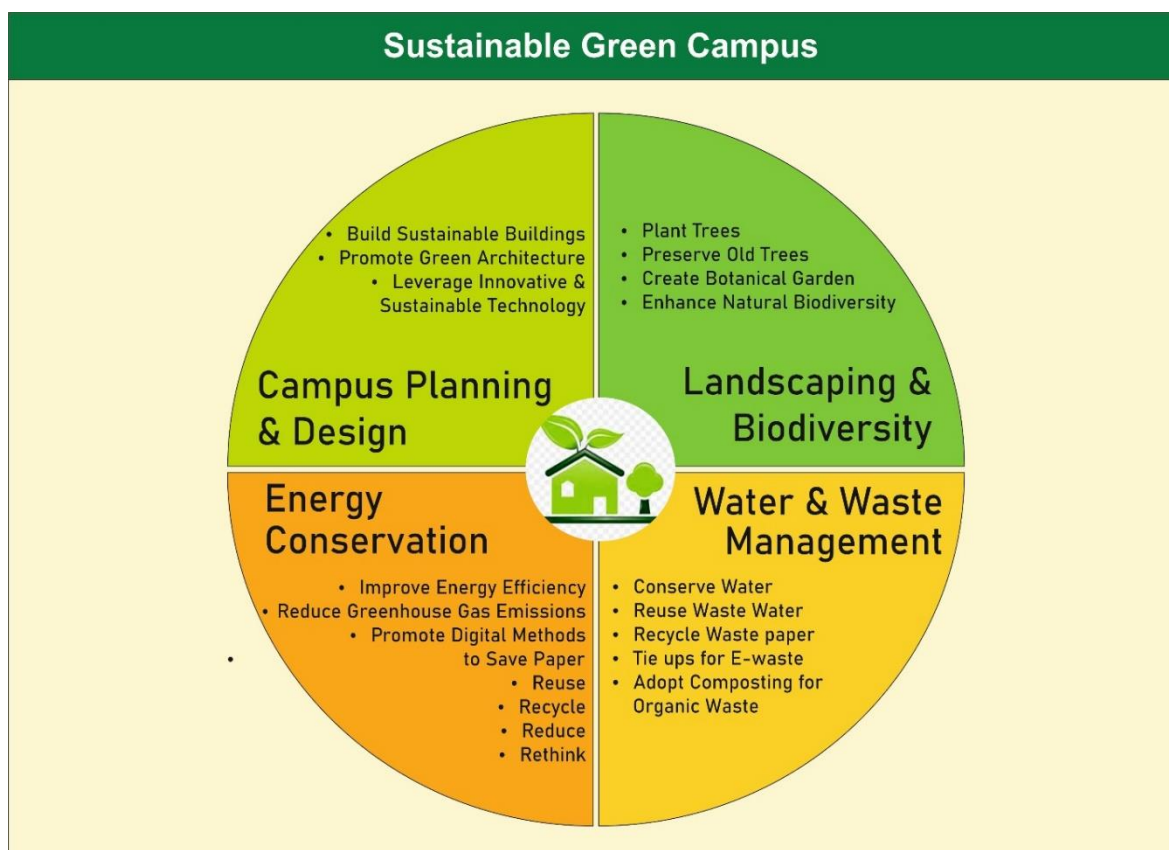 Sustainable Green Campus
• Build Sustainable Buildings
• Promote Green Architecture
• Leverage Innovative &
Sustainable Technology
Campus Planning
& Design
• Plant Trees
• Preserve Old Trees
• Create Botanical Garden
• Enhance Natural Biodiversity
Landscaping &
Biodiversity
Energy
Conservation
• Improve Energy Efficiency
• Reduce Greenhouse Gas Emissions
• Promote Digital Methods
to Save Paper
• Reuse
• Recycle
• Reduce
• Rethink
Water & Waste
Management
• Conserve Water
• Reuse Waste Water
• Recycle Waste paper
• Tie ups for E-waste
• Adopt Composting for
Organic Waste